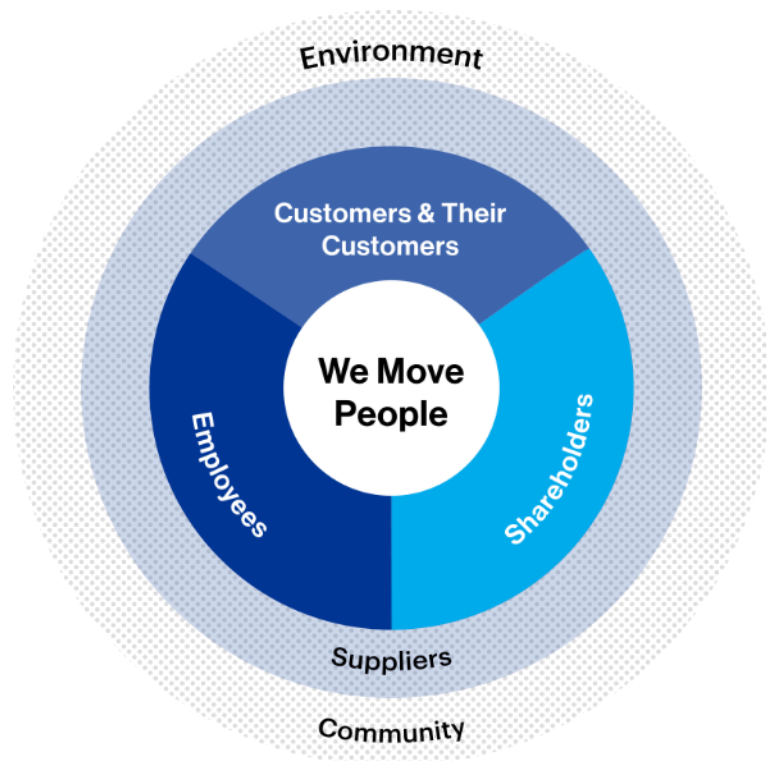 Environment
Customers & Their
Customers
We Move
People
Employees
Shareholders
Suppliers
Community